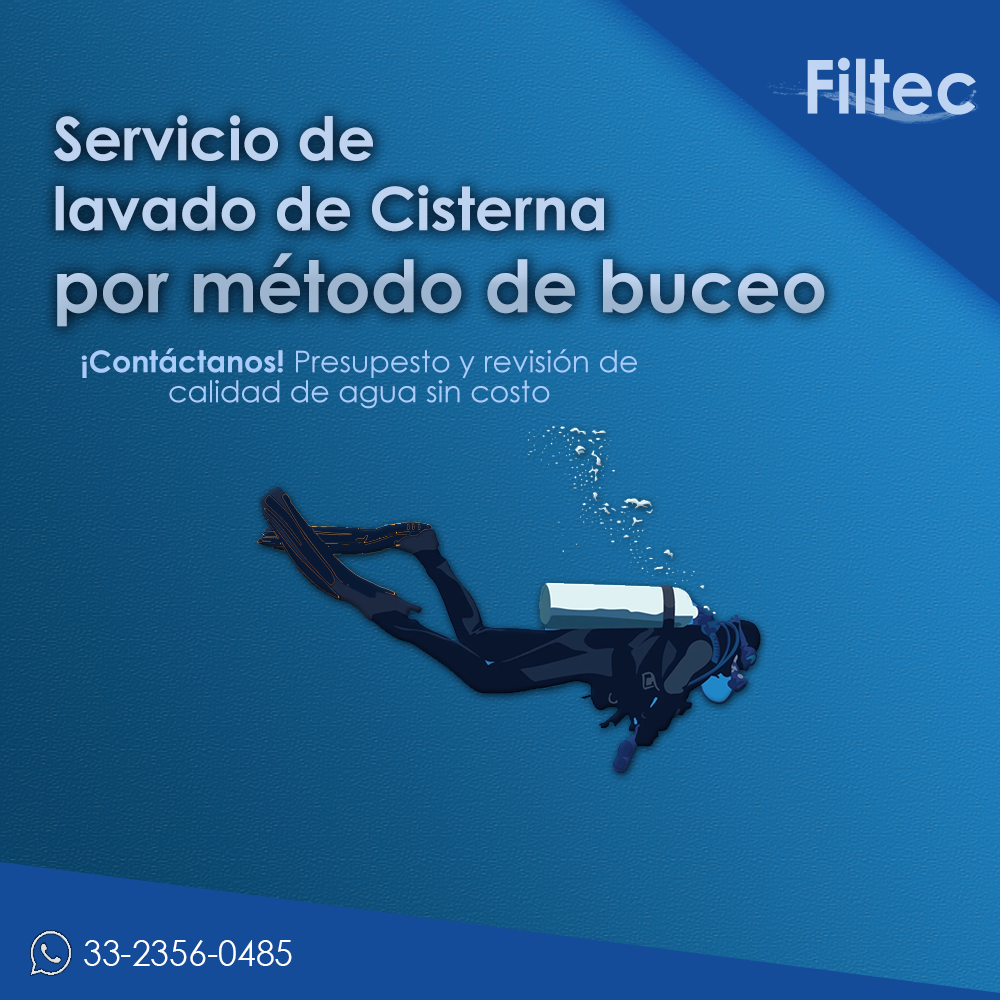 Filtec
Servicio de
lavado de Cisterna
por método de buceo
¡Contáctanos! Presupesto y revisión de
calidad de agua sin costo
33-2356-0485